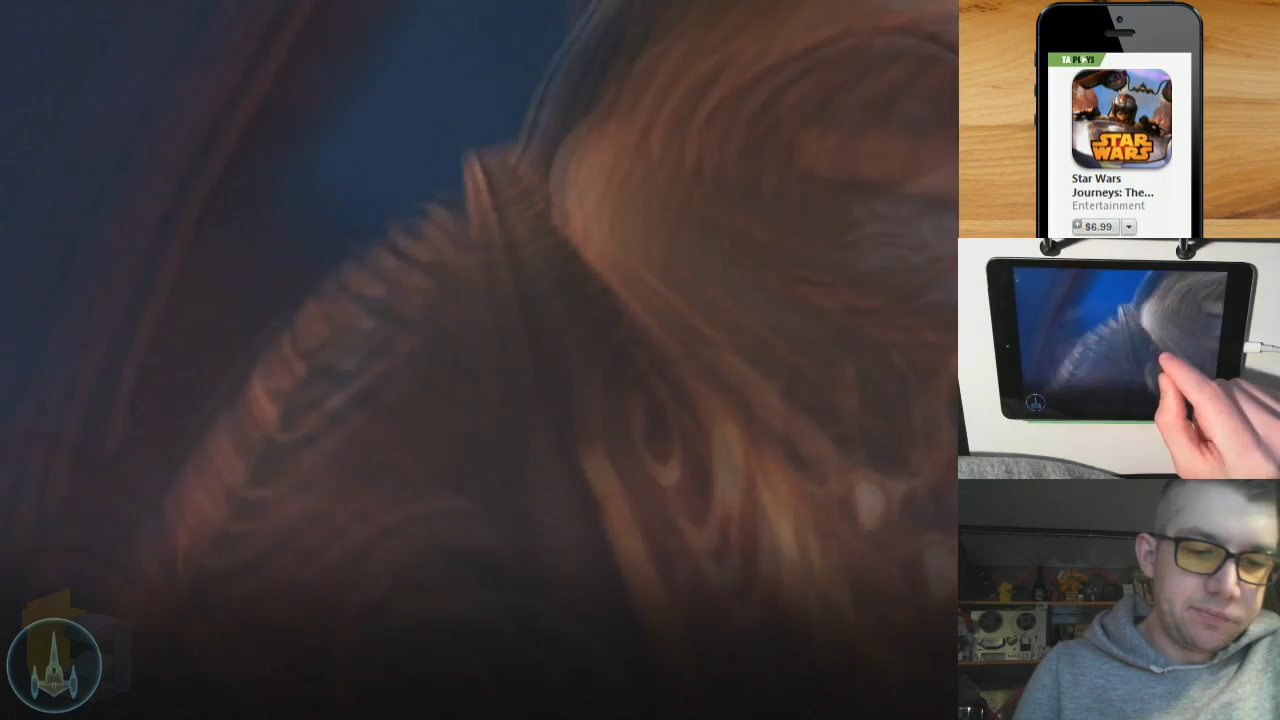 TA PLAYS
STAR
WARS
Star Wars
Journeys: The...
Entertainment
$6.99